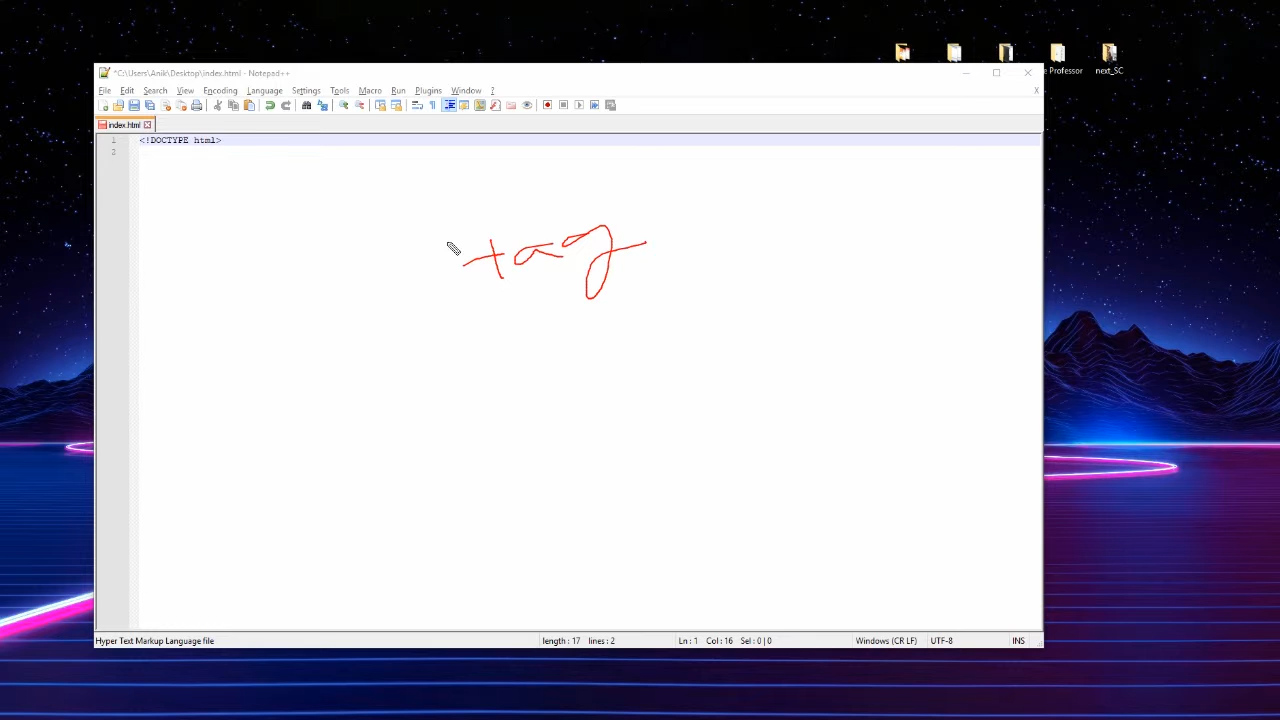 Professor
next_SC
*C:\Users\Anik\Desktop\index.html - Notepad++
File Edit Search View Encoding Language Settings Tools Macro Run Plugins Window ? X
index.html
1 <!DOCTYPE html>
2
tag
Hyper Text Markup Language file length : 17 lines : 2 Ln : 1 Col : 16 Sel : 0 | 0 Windows (CR LF) UTF-8 INS